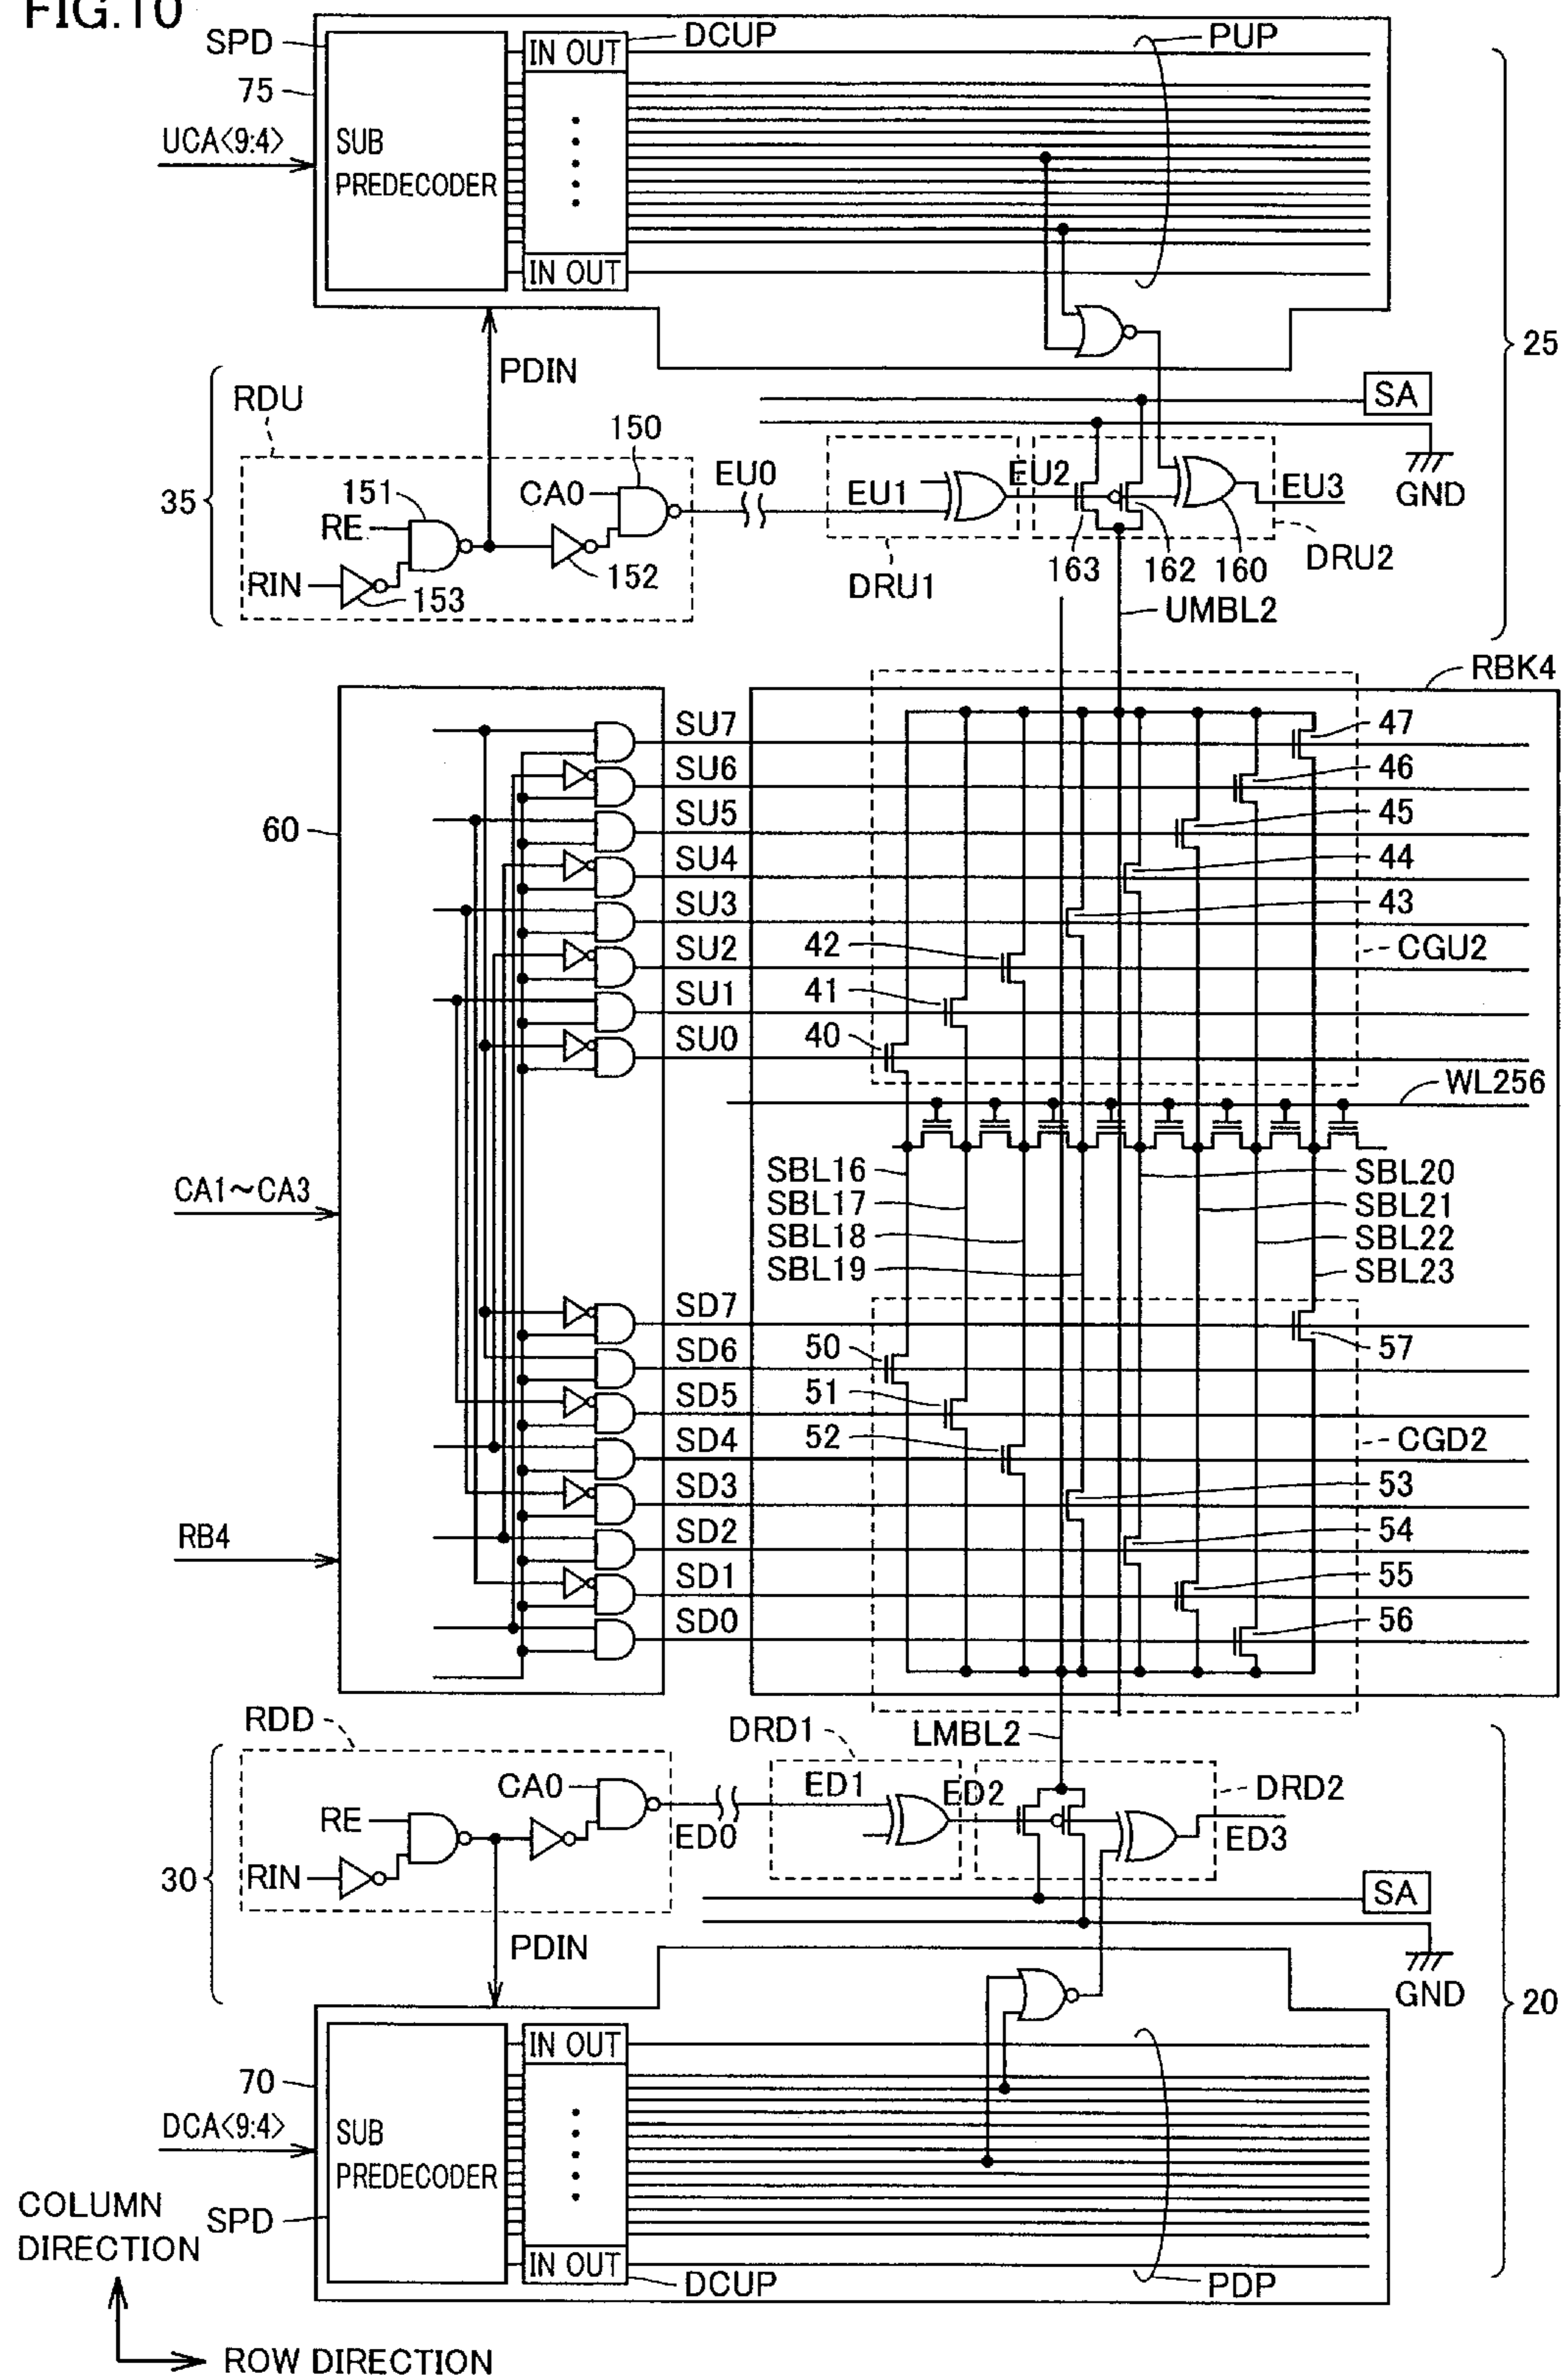 FIG.10
SPD
DCUP
PUP
IN OUT
75
UCA<9:4>
SUB
PREDECODER
IN OUT
25
PDIN
SA
35
RDU
150
CA0
EU0
EU1
EU2
EU3
GND
151
RE
RIN
153
152
DRU1
163
162
160
DRU2
UMBL2
RBK4
60
SU7
47
SU6
46
SU5
45
SU4
44
SU3
43
SU2
42
CGU2
SU1
41
SU0
40
WL256
CA1~CA3
SBL16
SBL20
SBL17
SBL21
SBL18
SBL22
SBL19
SBL23
SD7
57
SD6
50
SD5
51
SD4
52
CGD2
SD3
53
RB4
SD2
54
SD1
55
SD0
56
RDD
DRD1
LMBL2
CA0
ED1
ED2
DRD2
RE
ED0
ED3
30
RIN
SA
PDIN
GND
20
IN OUT
70
DCA<9:4>
SUB
PREDECODER
SPD
IN OUT
DCUP
PDP
COLUMN
DIRECTION
ROW DIRECTION